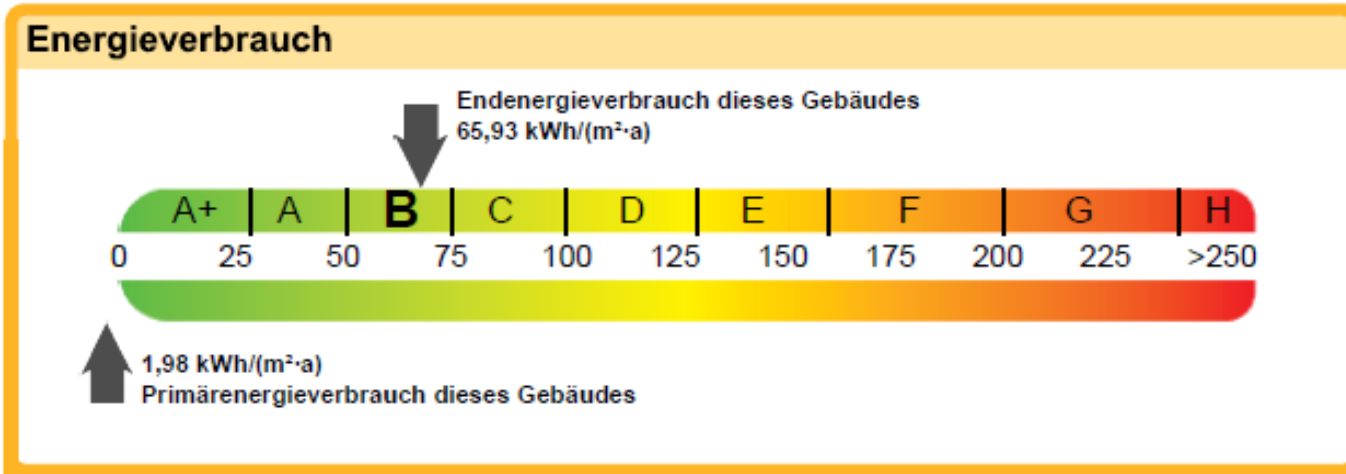 Energieverbrauch
Endenergieverbrauch dieses Gebäudes
65,93 kWh/(m²·a)
A+ A B C D E F G H
0 25 50 75 100 125 150 175 200 225 >250
1,98 kWh/(m²·a)
Primärenergieverbrauch dieses Gebäudes